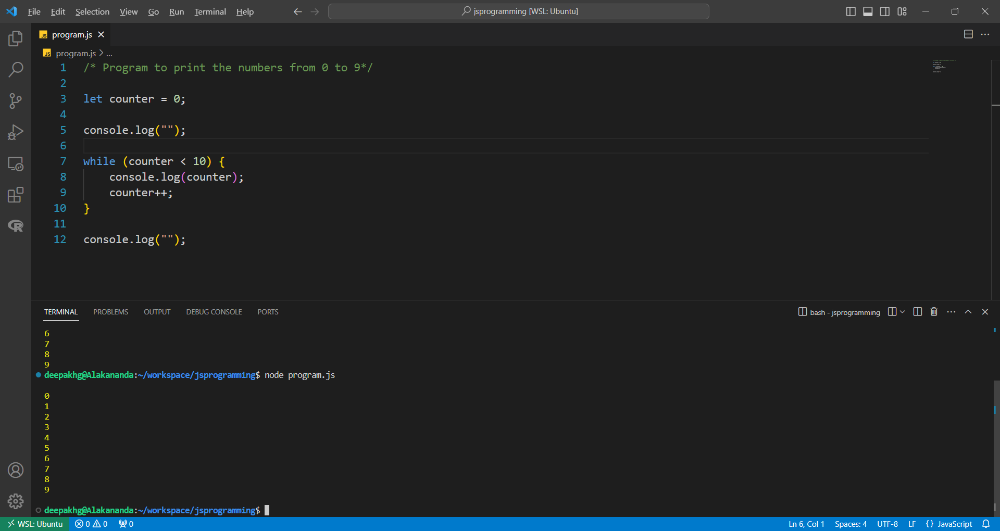 File Edit Selection View Go Run Terminal Help
jsprogramming [WSL: Ubuntu]
JS program.js
JS program.js > ...
1 /* Program to print the numbers from 0 to 9*/
2
3 let counter = 0;
4
5 console.log("");
6
7 while (counter < 10) {
8     console.log(counter);
9     counter++;
10 }
11
12 console.log("");
TERMINAL PROBLEMS OUTPUT DEBUG CONSOLE PORTS
bash - jsprogramming
6
7
8
9
deepakhg@Alakananda:~/workspace/jsprogramming$ node program.js
0
1
2
3
4
5
6
7
8
9
deepakhg@Alakananda:~/workspace/jsprogramming$
WSL: Ubuntu 0 0 0 Ln 6, Col 1 Spaces: 4 UTF-8 LF {} JavaScript